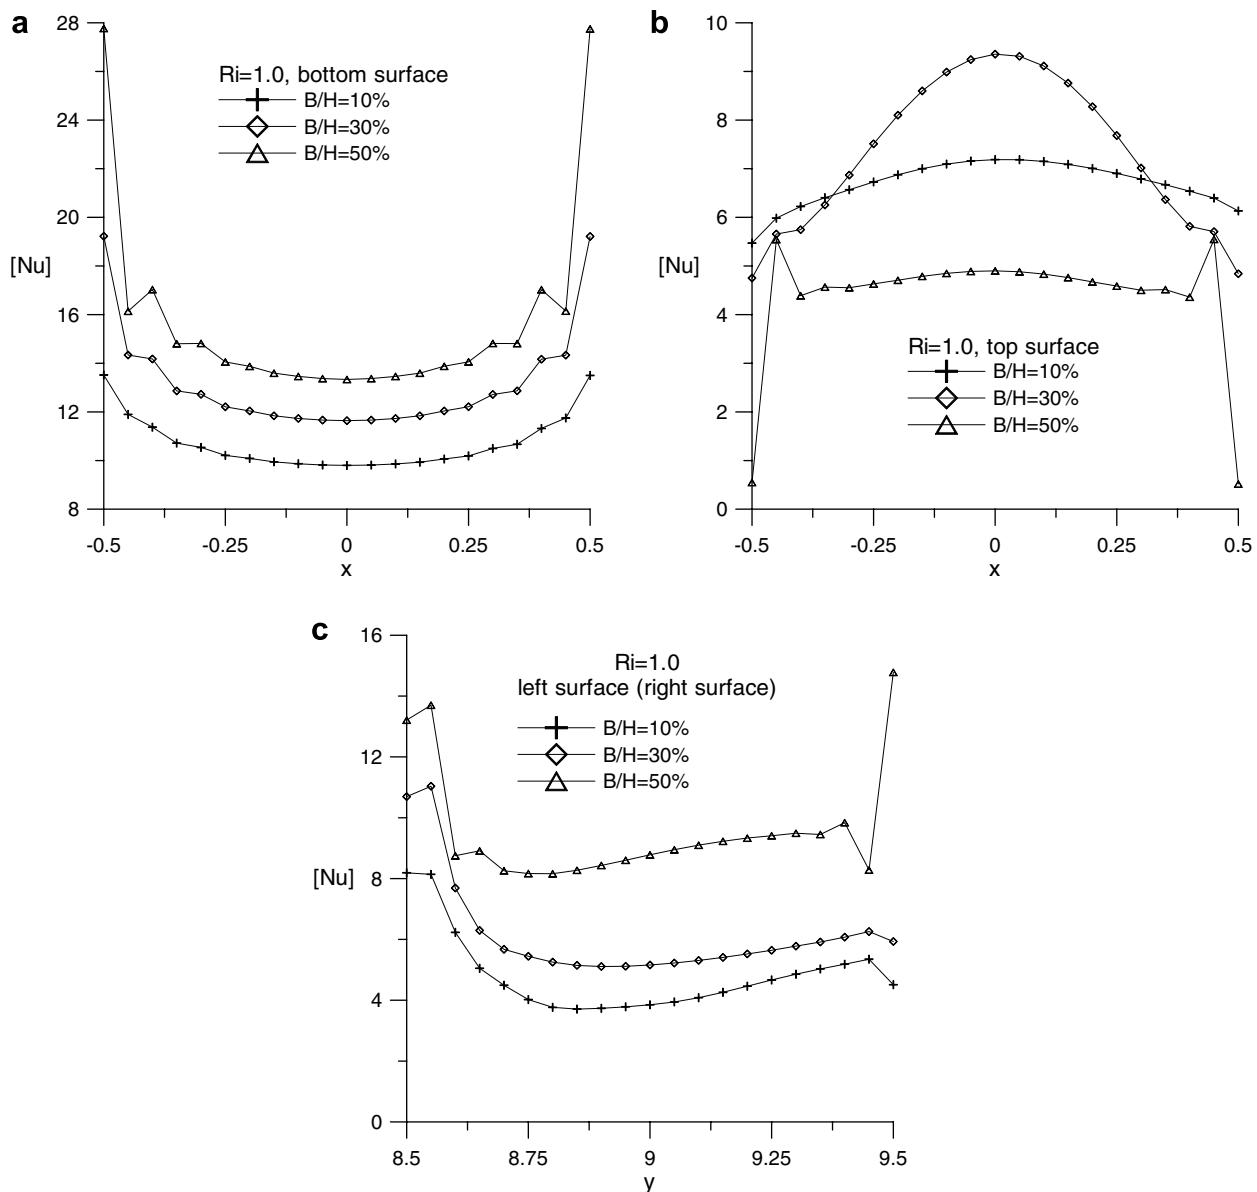 a
28
24
20
16
12
8
[Nu]
Ri=1.0, bottom surface
B/H=10%
B/H=30%
B/H=50%
-0.5
-0.25
0
0.25
0.5
x
b
10
8
6
4
2
0
[Nu]
Ri=1.0, top surface
B/H=10%
B/H=30%
B/H=50%
-0.5
-0.25
0
0.25
0.5
x
c
16
12
8
4
0
[Nu]
Ri=1.0
left surface (right surface)
B/H=10%
B/H=30%
B/H=50%
8.5
8.75
9
9.25
9.5
y